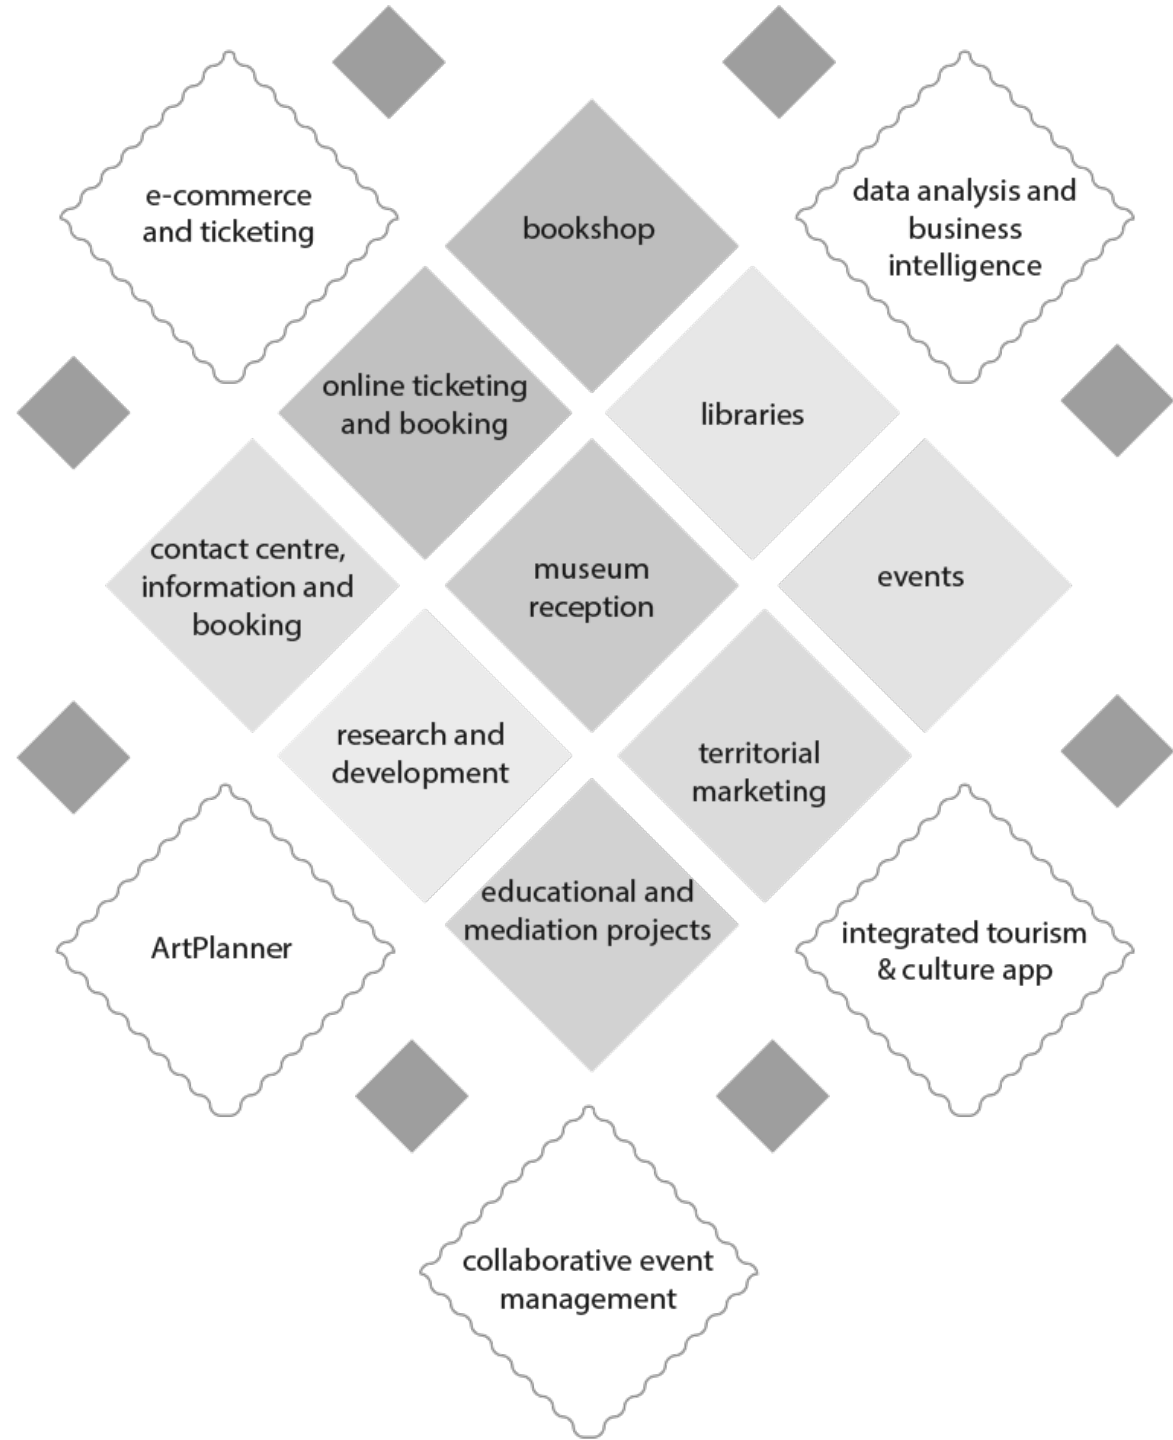 e-commerce
and ticketing
bookshop
data analysis and
business
intelligence
online ticketing
and booking
libraries
contact centre,
information and
booking
museum
reception
events
research and
development
territorial
marketing
educational and
mediation projects
ArtPlanner
integrated tourism
& culture app
collaborative event
management